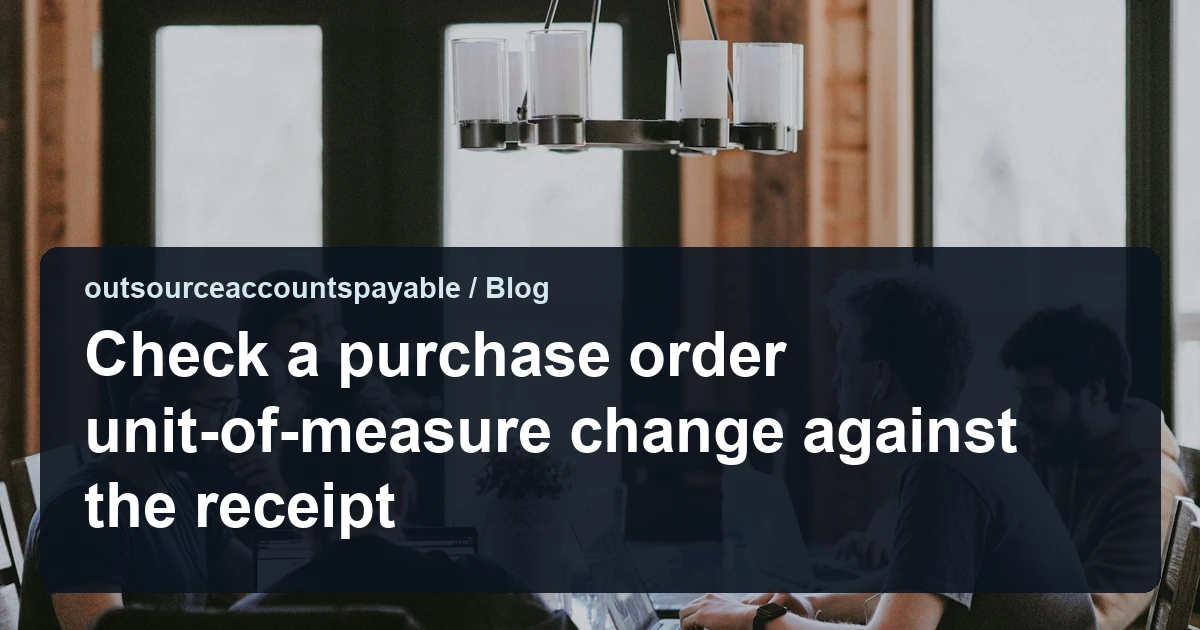 outsourceaccountspayable / Blog
Check a purchase order
unit-of-measure change against
the receipt